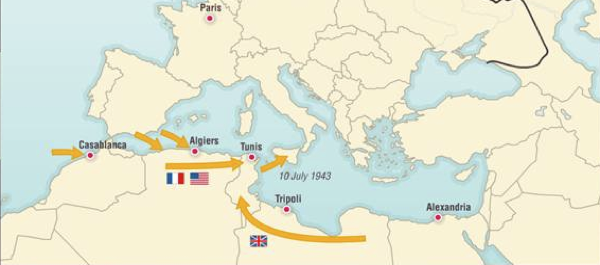 Paris
Casablanca
Algiers
Tunis
10 July 1943
Tripoli
Alexandria